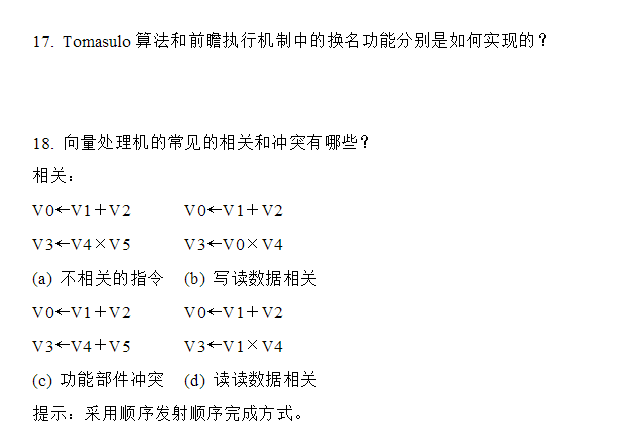 17. Tomasulo 算法和前瞻执行机制中的换名功能分别是如何实现的？
18. 向量处理机的常见的相关和冲突有哪些？
相关：
V0←V1＋V2 V0←V1＋V2
V3←V4×V5 V3←V0×V4
(a) 不相关的指令 (b) 写读数据相关
V0←V1＋V2 V0←V1＋V2
V3←V4＋V5 V3←V1×V4
(c) 功能部件冲突 (d) 读读数据相关
提示：采用顺序发射顺序完成方式。